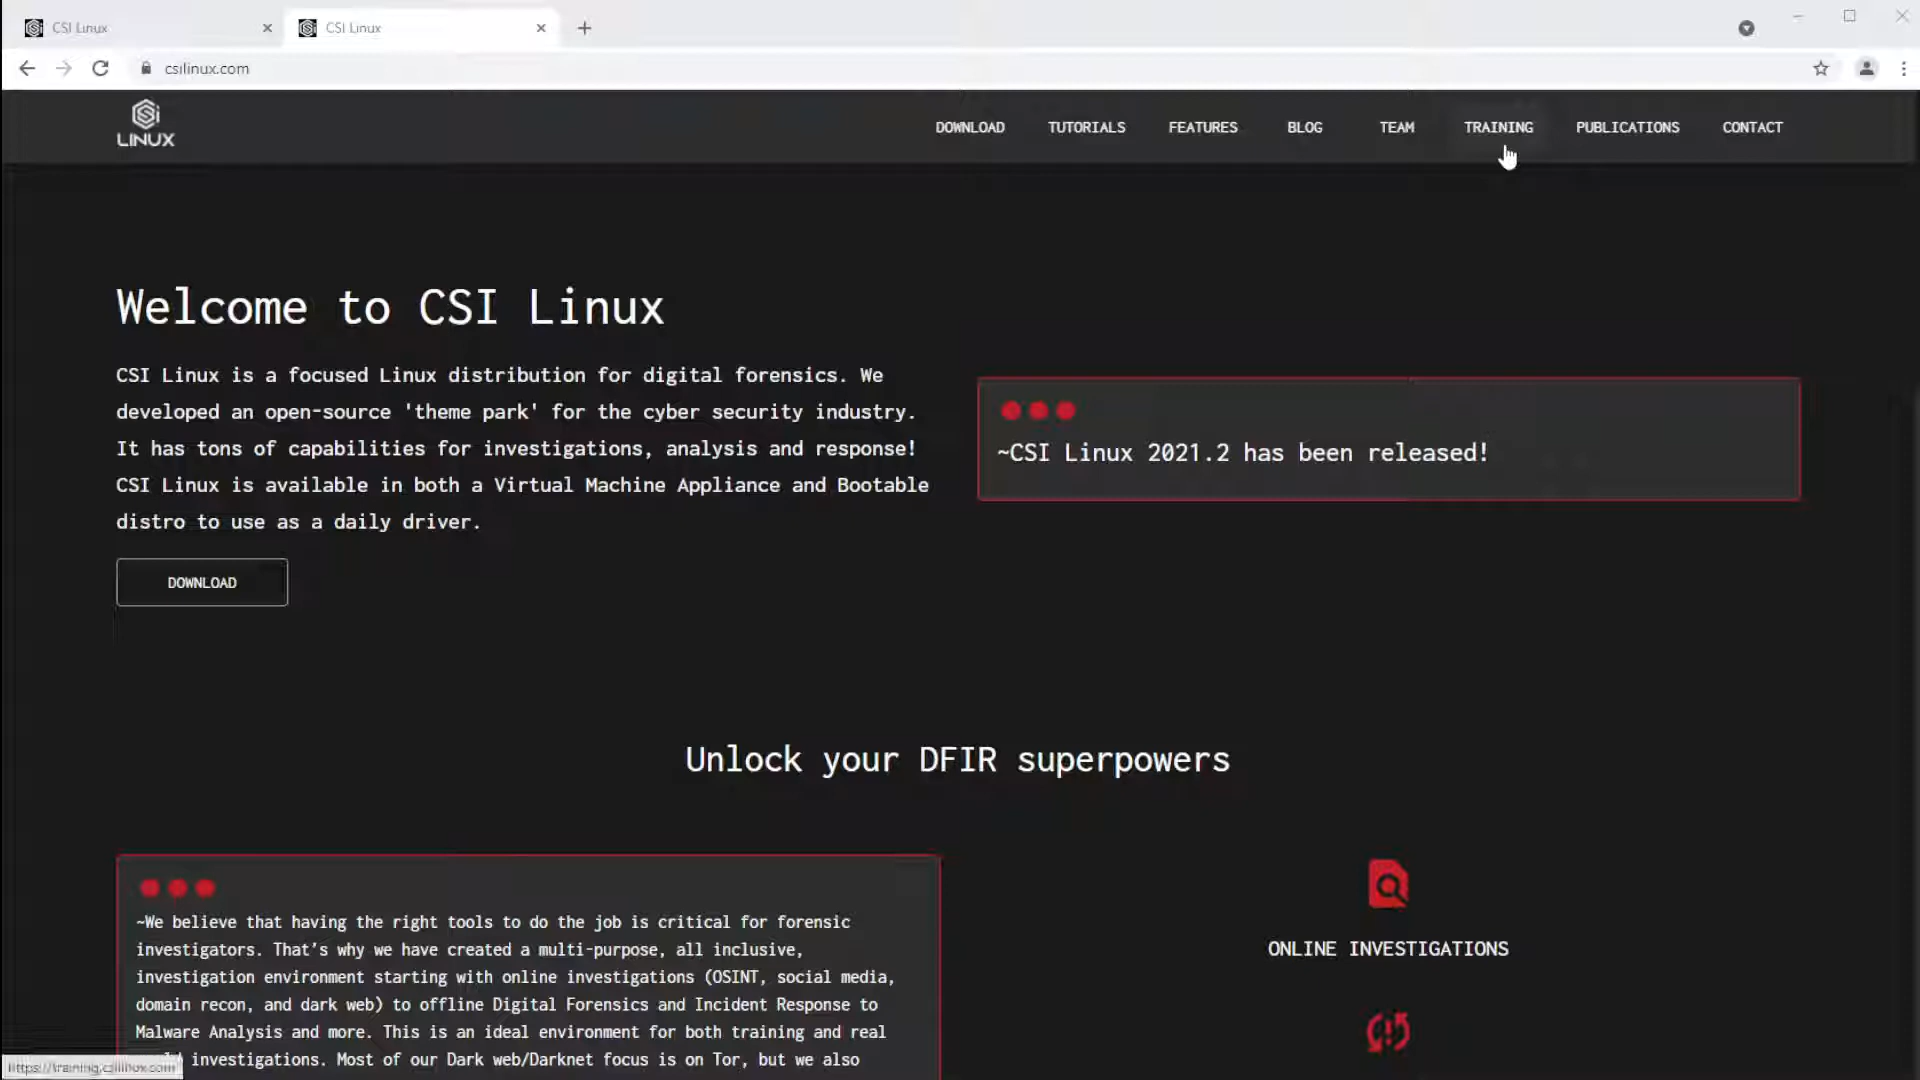 CSI Linux
CSI Linux
csilinux.com
LINUX
DOWNLOAD TUTORIALS FEATURES BLOG TEAM TRAINING PUBLICATIONS CONTACT
Welcome to CSI Linux
CSI Linux is a focused Linux distribution for digital forensics. We
developed an open-source 'theme park' for the cyber security industry.
It has tons of capabilities for investigations, analysis and response!
CSI Linux is available in both a Virtual Machine Appliance and Bootable
distro to use as a daily driver.
DOWNLOAD
~CSI Linux 2021.2 has been released!
Unlock your DFIR superpowers
~We believe that having the right tools to do the job is critical for forensic
investigators. That’s why we have created a multi-purpose, all inclusive,
investigation environment starting with online investigations (OSINT, social media,
domain recon, and dark web) to offline Digital Forensics and Incident Response to
Malware Analysis and more. This is an ideal environment for both training and real
investigations. Most of our Dark web/Darknet focus is on Tor, but we also
ONLINE INVESTIGATIONS
https://training.csilinux.com